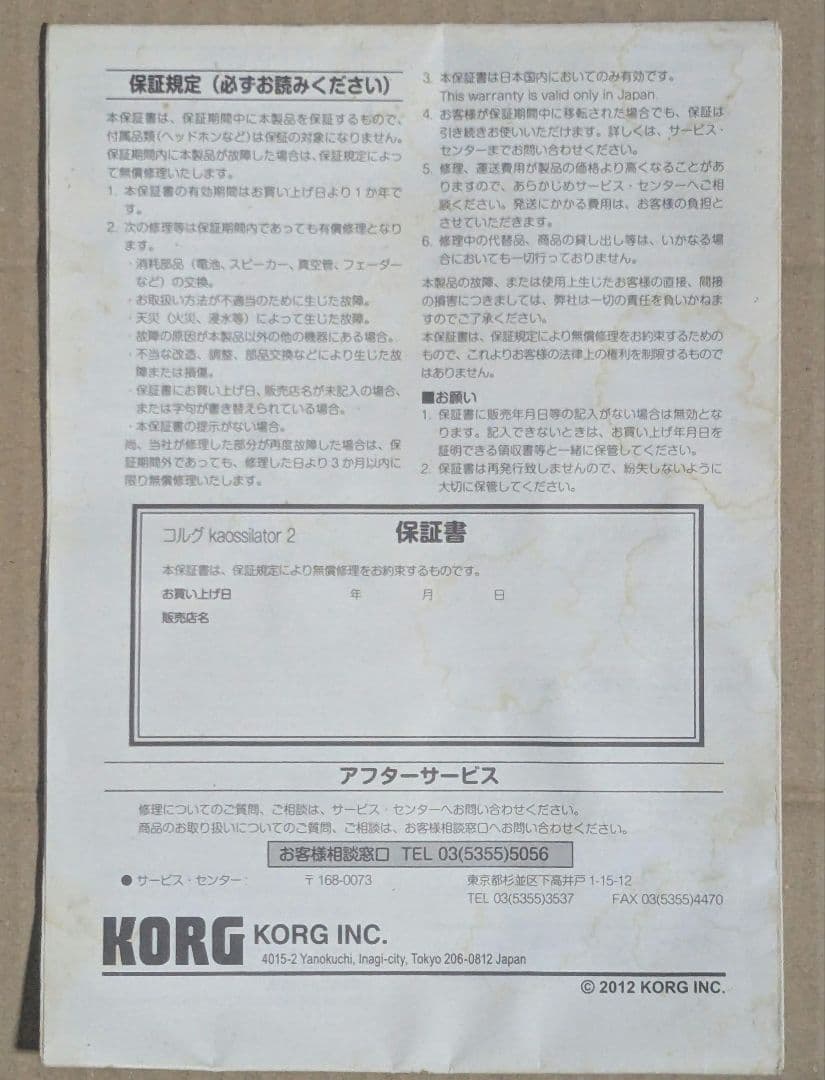 保証規定（必ずお読みください）
本保証書は、保証期間中に本製品を保証するもので、
付属品類(ヘッドホンなど)は保証の対象になりません。
保証期間内に本製品が故障した場合は、保証規定によっ
て無償修理いたします。
1. 本保証書の有効期間はお買い上げ日より1か年で
す。
2. 次の修理等は保証期間内であっても有償修理となり
ます。
・消耗部品（電池、スピーカー、真空管、フェーダー
など）の交換。
・お取扱い方法が不適当のために生じた故障。
・天災（火災、浸水等）によって生じた故障。
・故障の原因が本製品以外の他の機器にある場合。
・不当な改造、調整、部品交換などにより生じた故
障または損傷。
・保証書にお買い上げ日、販売店名が未記入の場合、
または字句が書き替えられている場合。
・本保証書の提示がない場合。
尚、当社が修理した部分が再度故障した場合は、保
証期間外であっても、修理した日より3か月以内に
限り無償修理いたします。
3. 本保証書は日本国内においてのみ有効です。
This warranty is valid only in Japan.
4. お客様が保証期間中に移転された場合でも、保証は
引き続きお使いいただけます。詳しくは、サービス・
センターまでお問い合わせください。
5. 修理、運送費用が製品の価格より高くなることがあ
りますので、あらかじめサービス・センターへご相
談ください。発送にかかる費用は、お客様の負担と
させていただきます。
6. 修理中の代替品、商品の貸し出し等は、いかなる場
合においても一切行っておりません。
本製品の故障、または使用上生じたお客様の直接、間接
の損害につきましては、弊社は一切の責任を負いかねま
すのでご了承ください。
本保証書は、保証規定により無償修理をお約束するための
もので、これよりお客様の法律上の権利を制限するもので
はありません。
■お願い
1. 保証書に販売年月日等の記入がない場合は無効とな
ります。記入できないときは、お買い上げ年月日を
証明できる領収書等と一緒に保管してください。
2. 保証書は再発行致しませんので、紛失しないように
大切に保管してください。
コルグ kaossilator 2 保証書
本保証書は、保証規定により無償修理をお約束するものです。
お買い上げ日 年 月 日
販売店名
アフターサービス
修理についてのご質問、ご相談は、サービス・センターへお問い合わせください。
商品のお取り扱いについてのご質問、ご相談は、お客様相談窓口へお問い合わせください。
お客様相談窓口 TEL 03(5355)5056
●サービス・センター： 〒168-0073 東京都杉並区下高井戸1-15-12
TEL 03(5355)3537 FAX 03(5355)4470
KORG KORG INC.
4015-2 Yanokuchi, Inagi-city, Tokyo 206-0812 Japan
© 2012 KORG INC.